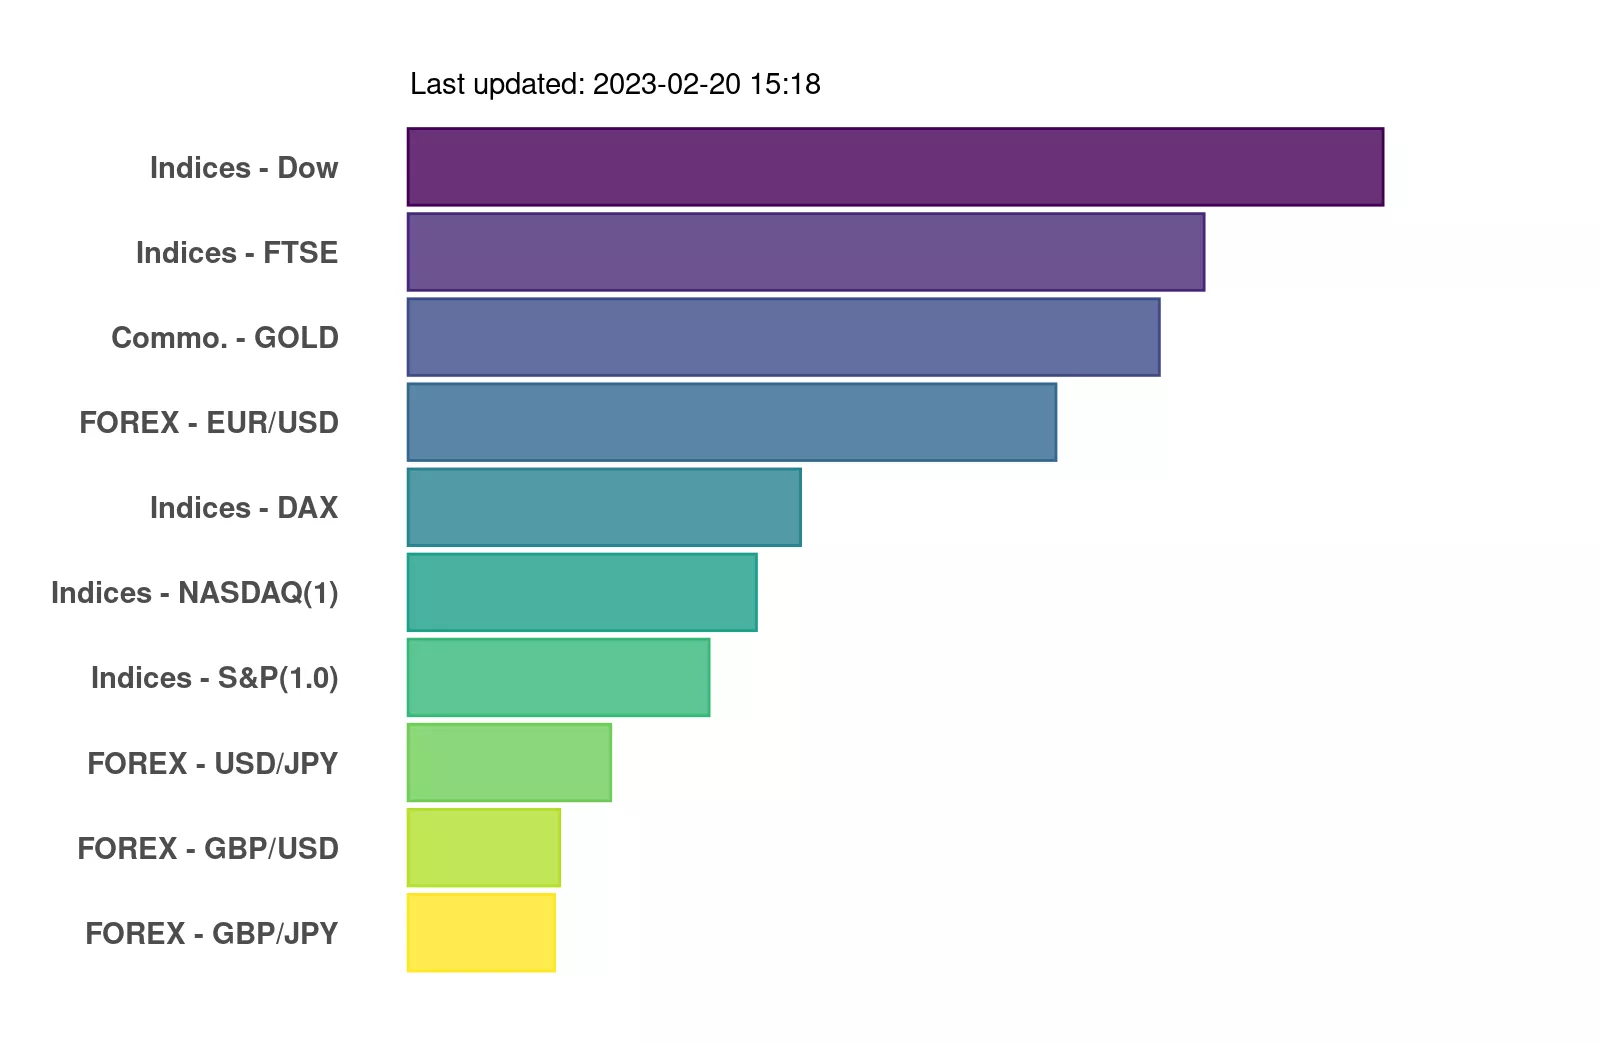 Last updated: 2023-02-20 15:18
Indices - Dow
Indices - FTSE
Commo. - GOLD
FOREX - EUR/USD
Indices - DAX
Indices - NASDAQ(1)
Indices - S&P(1.0)
FOREX - USD/JPY
FOREX - GBP/USD
FOREX - GBP/JPY